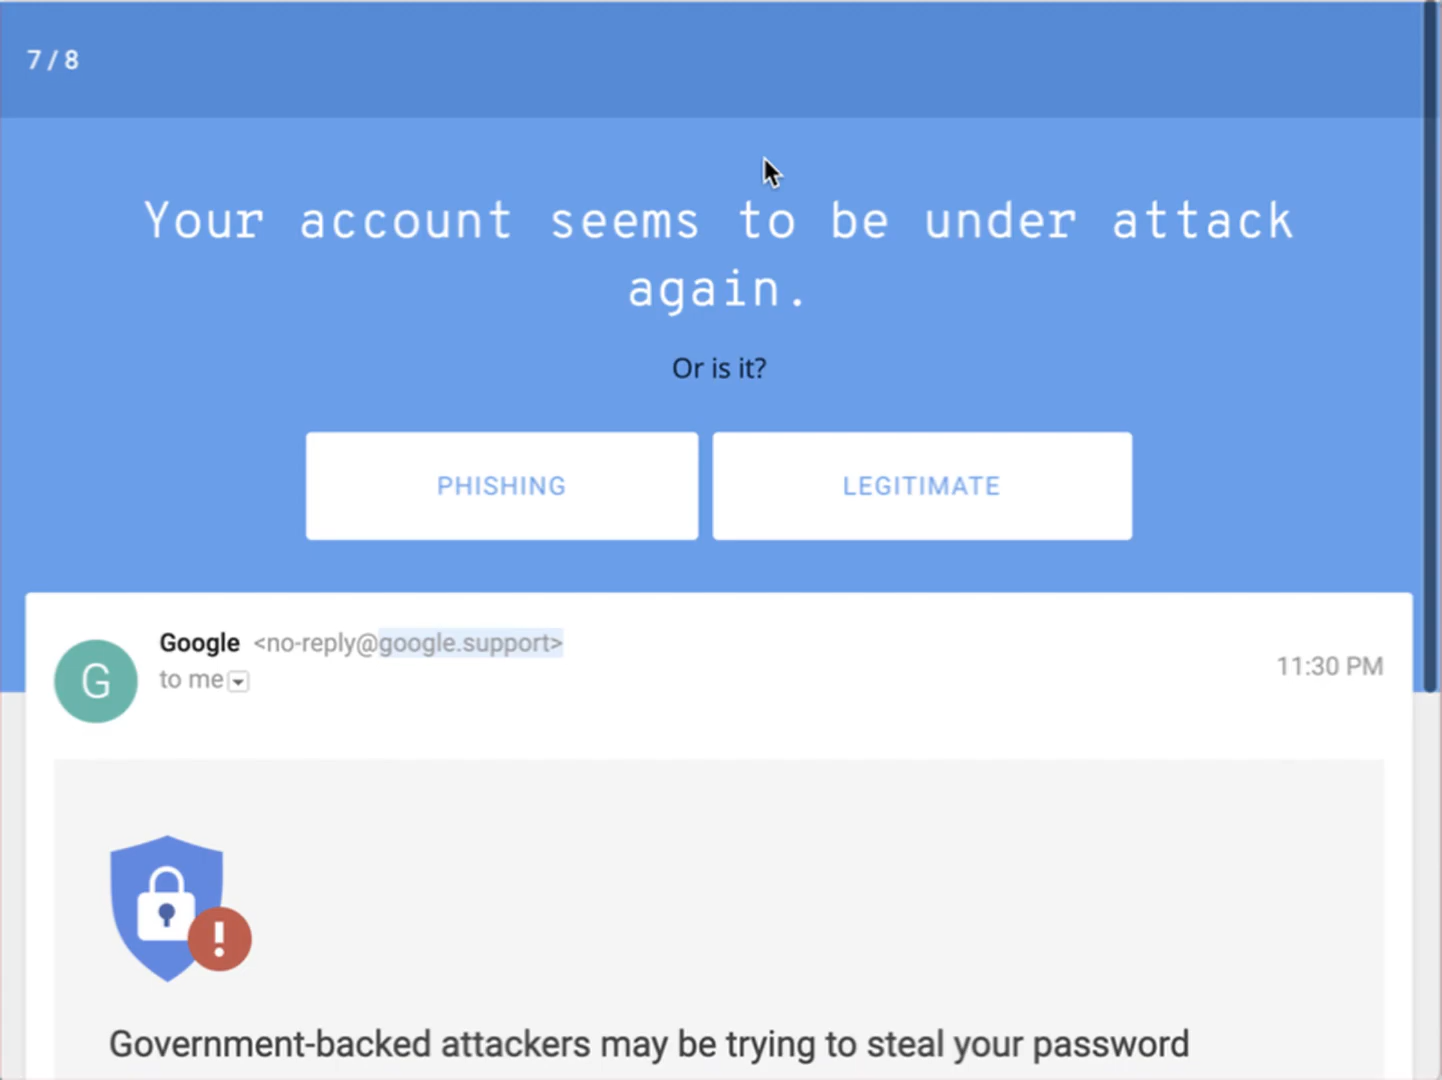 7 / 8
Your account seems to be under attack
again.
Or is it?
PHISHING
LEGITIMATE
Google <no-reply@google.support>
to me
11:30 PM
G
!
Government-backed attackers may be trying to steal your password